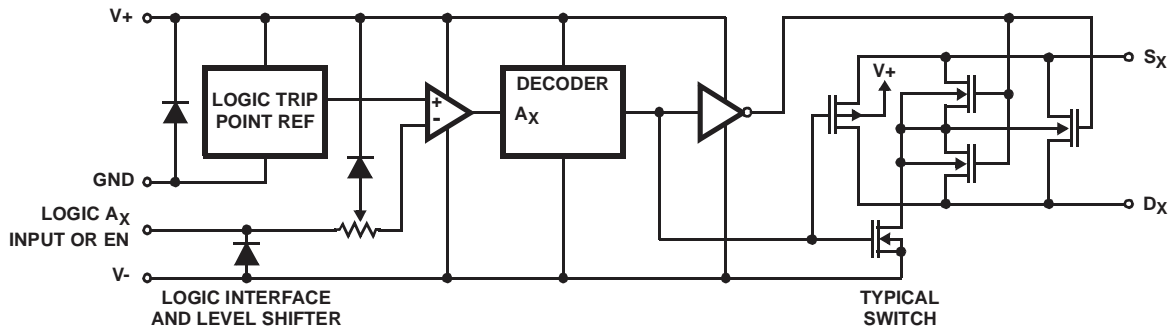 V+
LOGIC TRIP
POINT REF
+
-
DECODER
AX
V+
SX
GND
LOGIC AX
INPUT OR EN
DX
V-
LOGIC INTERFACE
AND LEVEL SHIFTER
TYPICAL
SWITCH